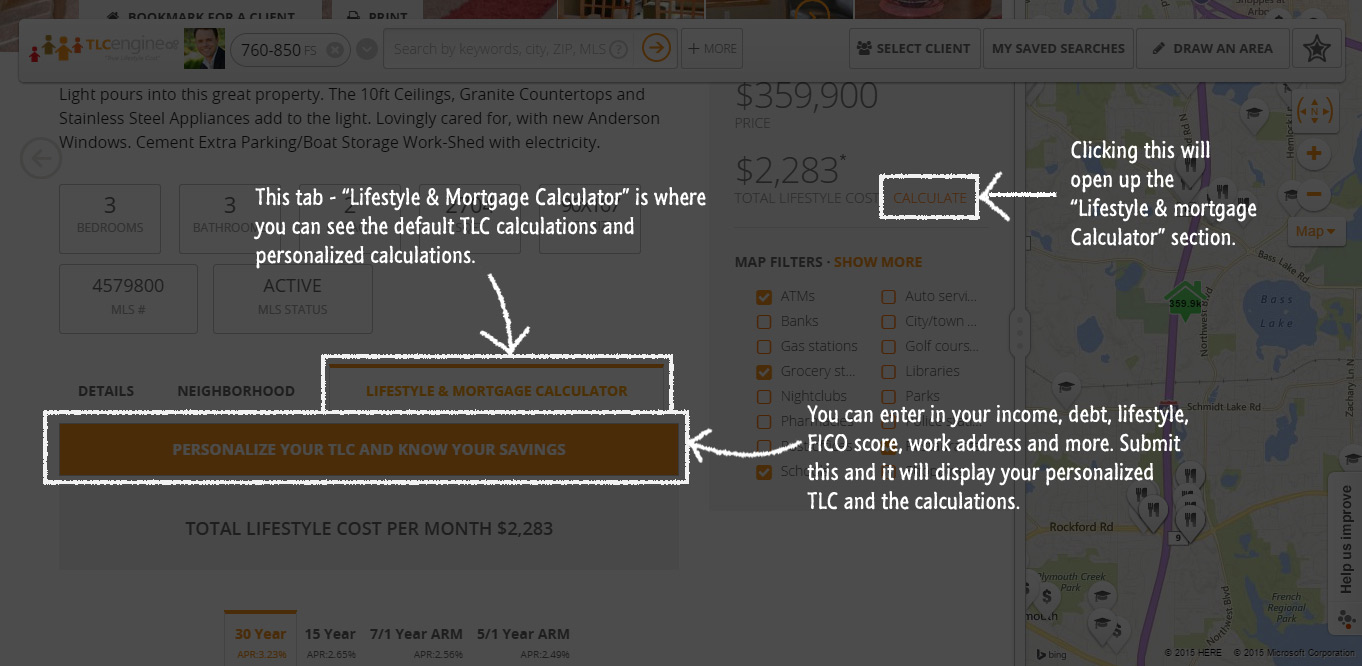 BOOKMARK FOR A CLIENT
PRINT
TLCengine
760-850 FS
Search by keywords, city, ZIP, MLS
+ MORE
SELECT CLIENT
MY SAVED SEARCHES
DRAW AN AREA
Light pours into this great property. The 10ft Ceilings, Granite Countertops and
Stainless Steel Appliances add to the light. Lovingly cared for, with new Anderson
Windows. Cement Extra Parking/Boat Storage Work-Shed with electricity.
3
BEDROOMS
3
4579800
MLS #
ACTIVE
MLS STATUS
This tab - “Lifestyle & Mortgage Calculator” is where
you can see the default TLC calculations and
personalized calculations.
DETAILS
NEIGHBORHOOD
LIFESTYLE & MORTGAGE CALCULATOR
PERSONALIZE YOUR TLC AND KNOW YOUR SAVINGS
TOTAL LIFESTYLE COST PER MONTH $2,283
30 Year
APR:3.23%
15 Year
APR:2.65%
7/1 Year ARM
APR:2.56%
5/1 Year ARM
APR:2.49%
$359,900
PRICE
$2,283*
TOTAL LIFESTYLE COST
CALCULATE
Clicking this will
open up the
“Lifestyle & mortgage
Calculator” section.
MAP FILTERS · SHOW MORE
ATMs
Auto servi...
Banks
City/town ...
Gas stations
Golf cours...
Grocery st...
Libraries
Nightclubs
Parks
You can enter in your income, debt, lifestyle,
FICO score, work address and more. Submit
this and it will display your personalized
TLC and the calculations.
N
Map
Bass Lake Rd
Bass
Lake
359.9k
Northwest Blvd
Zachary Ln N
Schmidt Lake Rd
Rockford Rd
9
Plymouth Creek
Park
French
Regional
Park
Northwest Blvd
Help us improve
bing
© 2015 HERE
© 2015 Microsoft Corporation